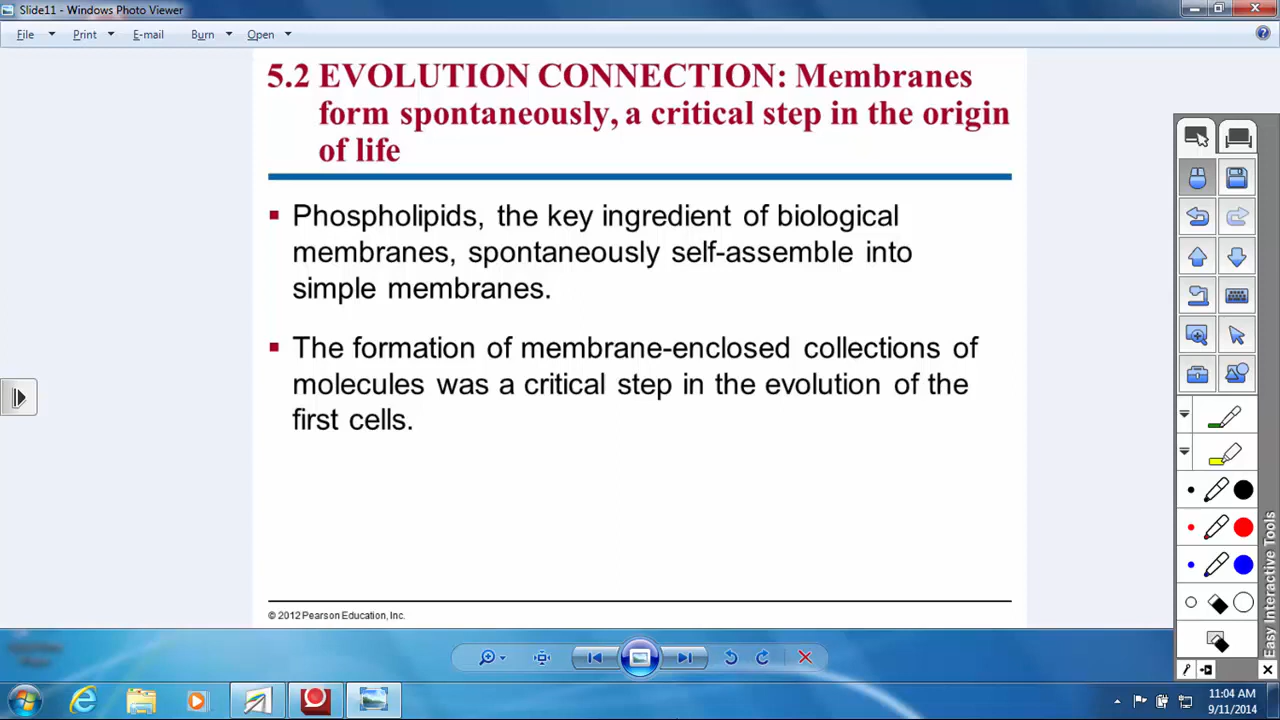 Slide11 - Windows Photo Viewer
File Print E-mail Burn Open
5.2 EVOLUTION CONNECTION: Membranes
form spontaneously, a critical step in the origin
of life
Phospholipids, the key ingredient of biological
membranes, spontaneously self-assemble into
simple membranes.
The formation of membrane-enclosed collections of
molecules was a critical step in the evolution of the
first cells.
© 2012 Pearson Education, Inc.
Easy Interactive Tools
11:04 AM
9/11/2014